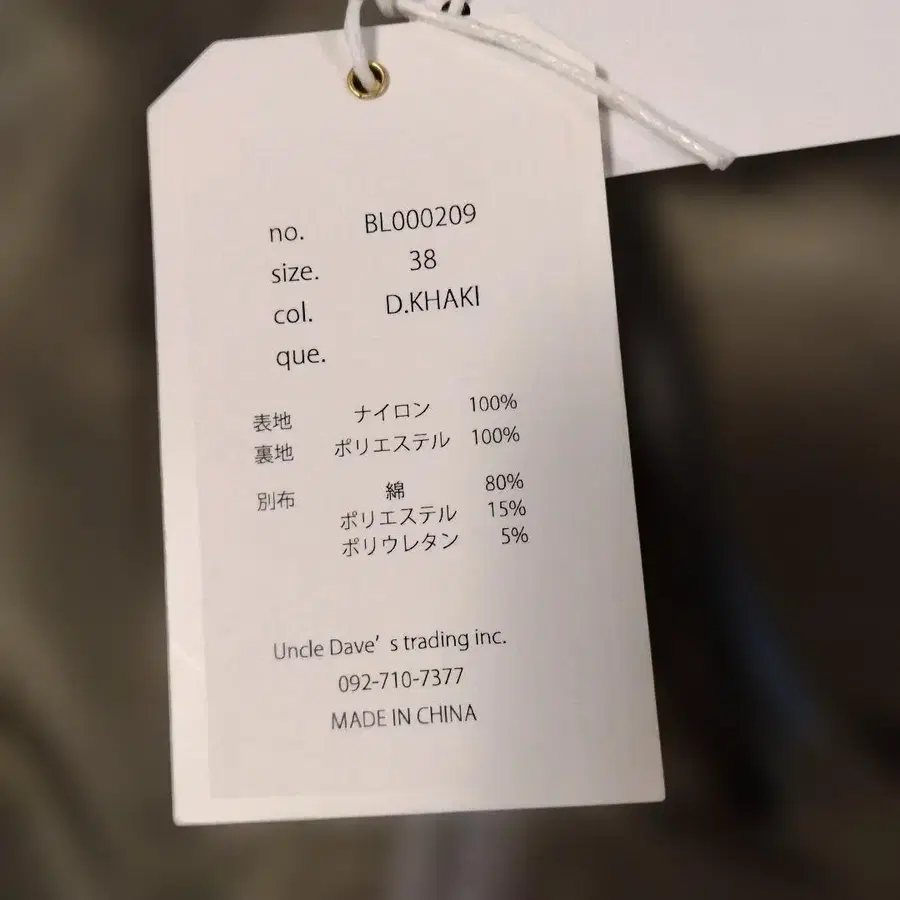 no. BL000209
size. 38
col. D.KHAKI
que.
表地 ナイロン 100%
裏地 ポリエステル 100%
別布 綿 80%
ポリエステル 15%
ポリウレタン 5%
Uncle Dave's trading inc.
092-710-7377
MADE IN CHINA